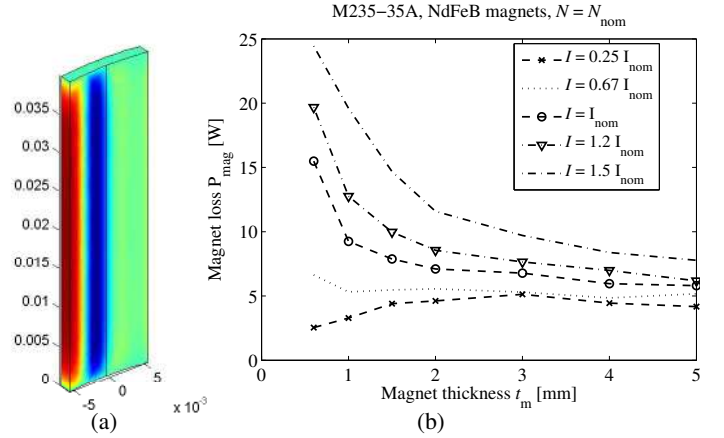 (a)
M235−35A, NdFeB magnets, N = N_nom
0.035
0.03
0.025
0.02
0.015
0.01
0.005
0
−5
0
5
x 10^-3
(a)
25
20
15
10
5
0
Magnet loss P_mag [W]
I = 0.25 I_nom
I = 0.67 I_nom
I = I_nom
I = 1.2 I_nom
I = 1.5 I_nom
0
1
2
3
4
5
Magnet thickness t_m [mm]
(b)